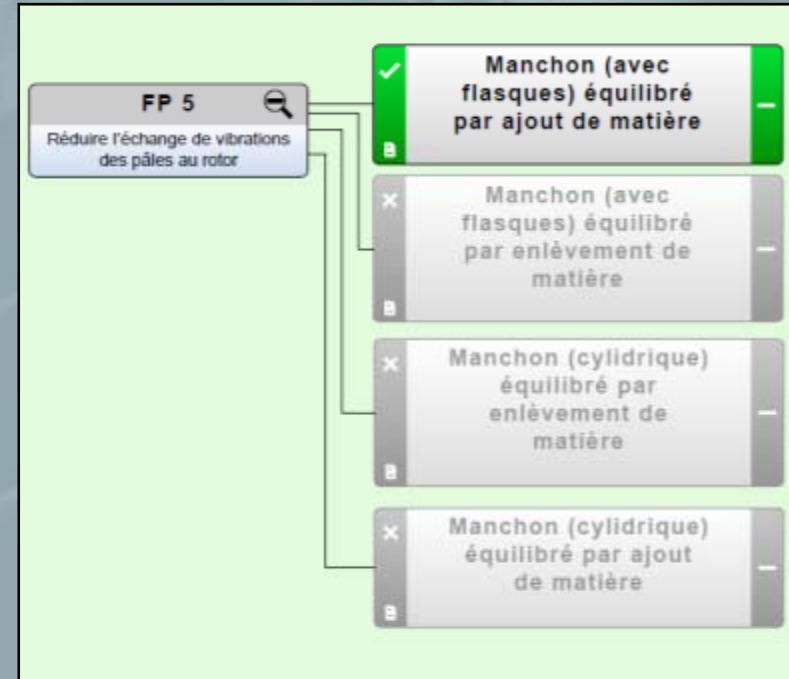 FP 5
Réduire l'échange de vibrations
des pâles au rotor
Manchon (avec
flasques) équilibré
par ajout de matière
Manchon (avec
flasques) équilibré
par enlèvement de
matière
Manchon (cylidrique)
équilibré par
enlèvement de
matière
Manchon (cylidrique)
équilibré par ajout
de matière